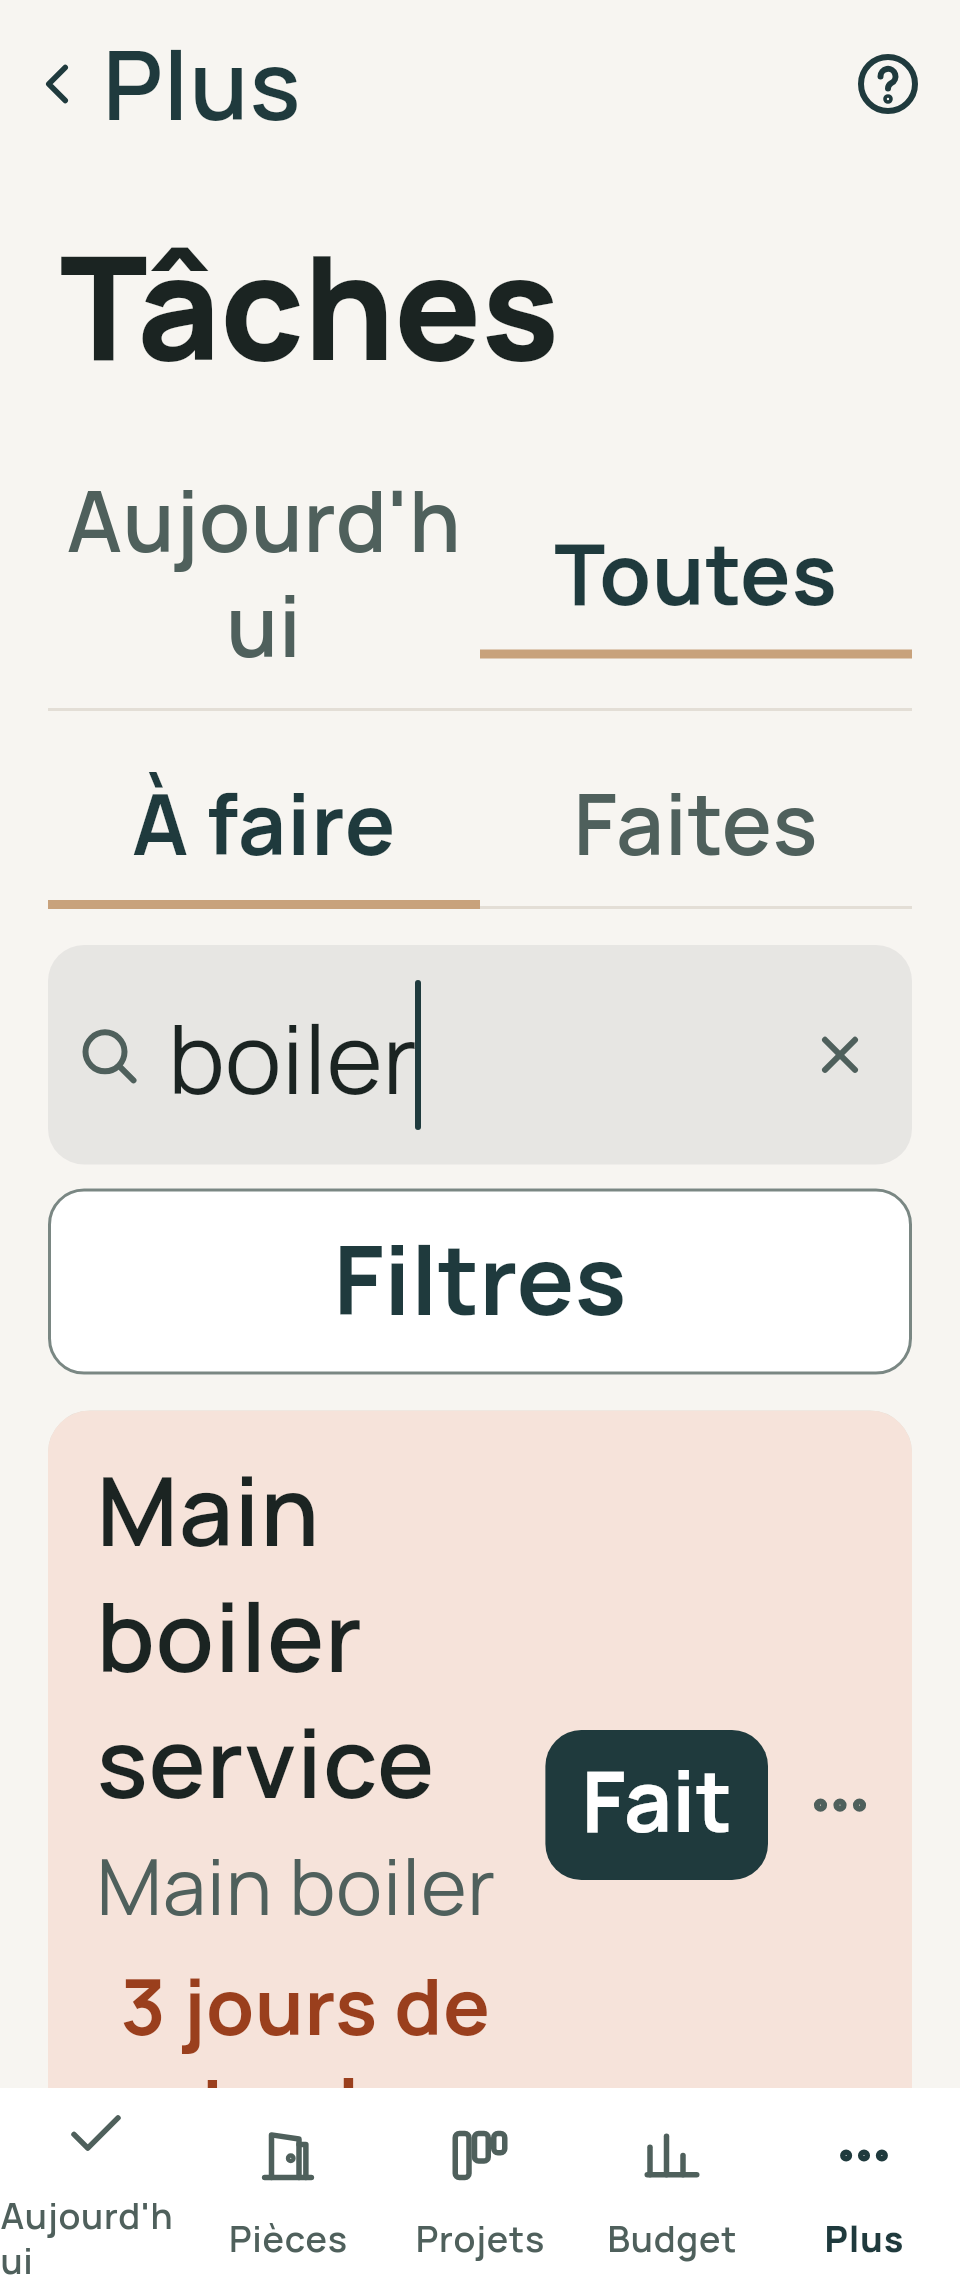 Plus
Tâches
Aujourd'h
ui
Toutes
À faire
Faites
boiler
Filtres
Main
boiler
service
Fait
Main boiler
3 jours de
Aujourd'h
ui
Pièces
Projets
Budget
Plus